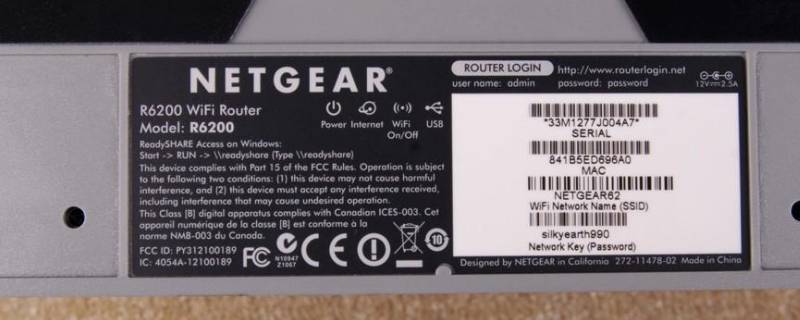 NETGEAR®
R6200 WiFi Router
Model: R6200
Power Internet WiFi On/Off USB
ReadySHARE Access on Windows:
Start -> RUN -> \\readyshare (Type \\readyshare)
This device complies with Part 15 of the FCC Rules. Operation is subject
to the following two conditions: (1) this device may not cause harmful
interference, and (2) this device must accept any interference received,
including interference that may cause undesired operation.
This Class [B] digital apparatus complies with Canadian ICES-003. Cet
appareil numérique de la classe [B] est conforme à la
norme NMB-003 du Canada.
FCC ID: PY312100189
IC: 4054A-12100189
FC
N10947
Z1067
CE
10
ROUTER LOGIN http://www.routerlogin.net
user name: admin password: password
12V 2.5A
*33M1277J004A7*
SERIAL
841B5ED696A0
MAC
NETGEAR62
WiFi Network Name (SSID)
silkyearth990
Network Key (Password)
Designed by NETGEAR in California 272-11478-02 Made in China